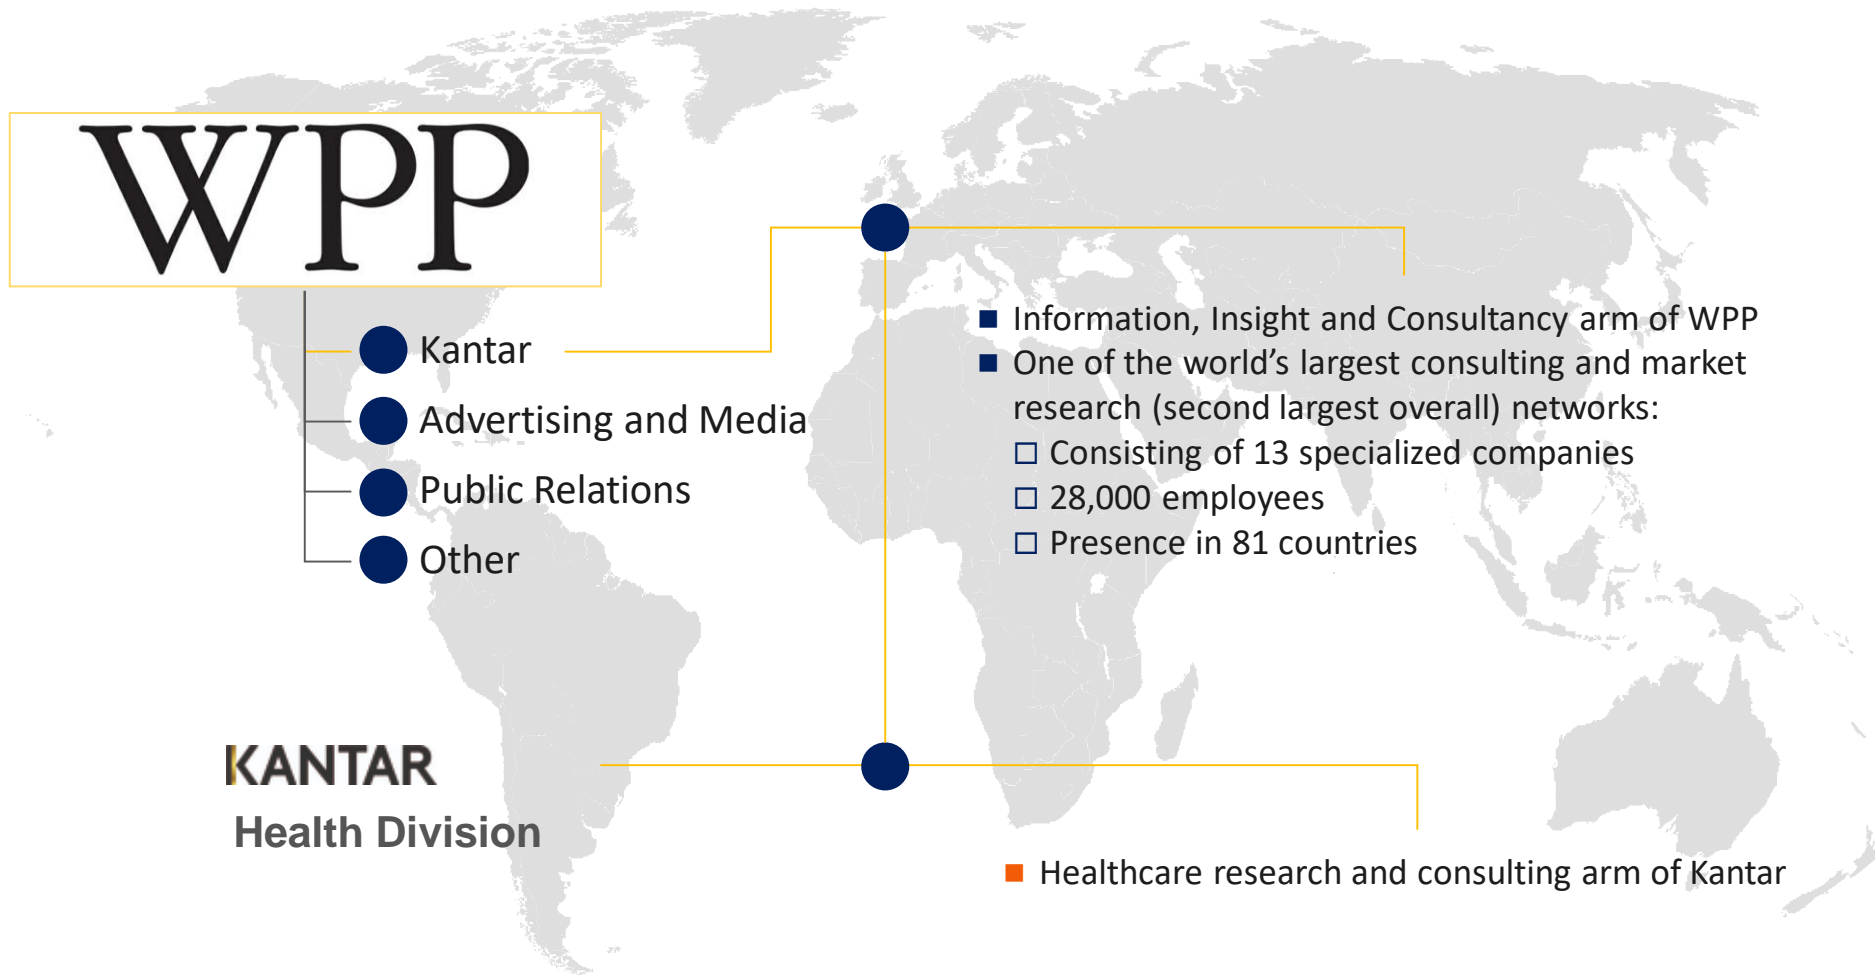 WPP
Kantar
Advertising and Media
Public Relations
Other
■ Information, Insight and Consultancy arm of WPP
■ One of the world’s largest consulting and market
research (second largest overall) networks:
□ Consisting of 13 specialized companies
□ 28,000 employees
□ Presence in 81 countries
KANTAR
Health Division
■ Healthcare research and consulting arm of Kantar